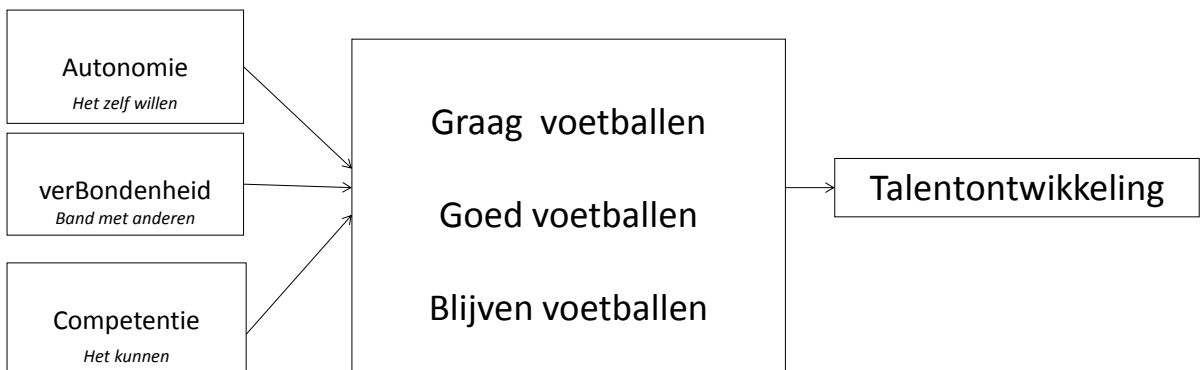 Autonomie
Het zelf willen
verBondenheid
Band met anderen
Competentie
Het kunnen
Graag voetballen
Goed voetballen
Blijven voetballen
Talentontwikkeling